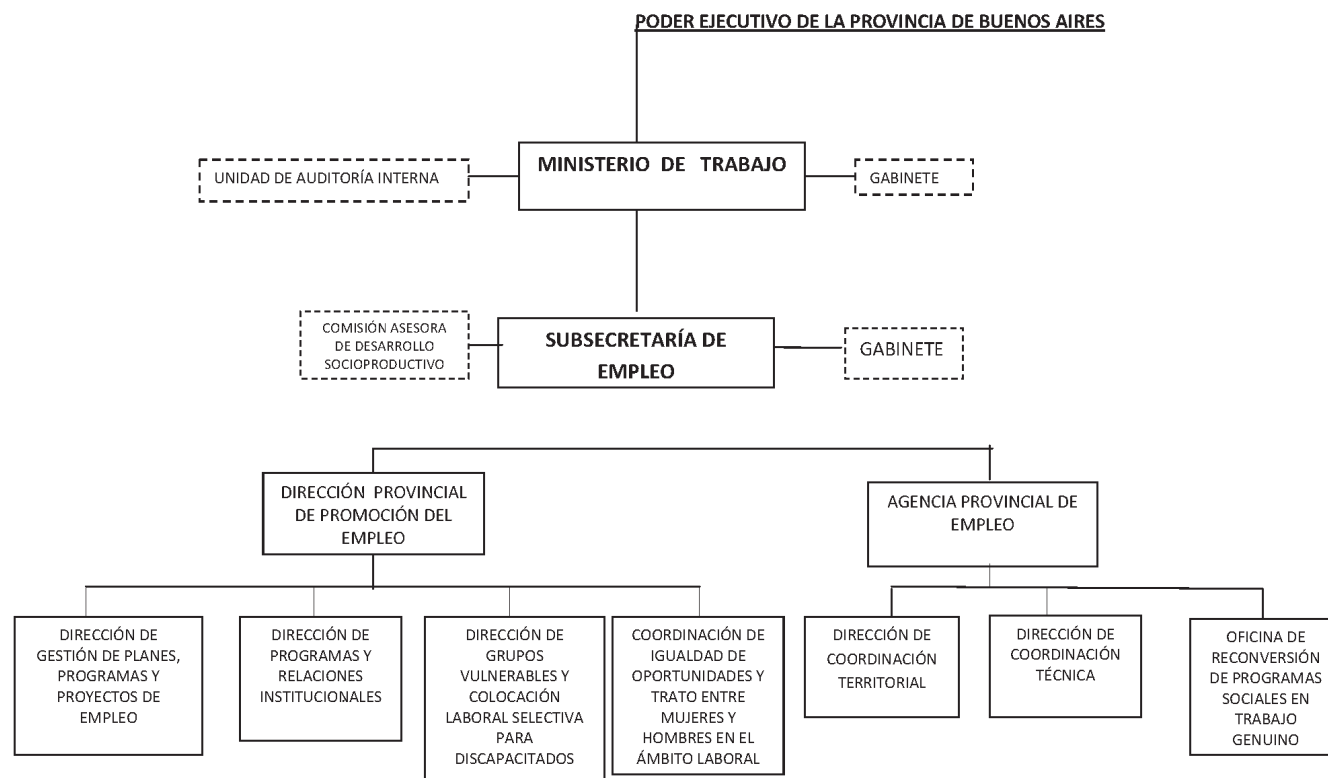 PODER EJECUTIVO DE LA PROVINCIA DE BUENOS AIRES
MINISTERIO DE TRABAJO
UNIDAD DE AUDITORÍA INTERNA
GABINETE
COMISIÓN ASESORA
DE DESARROLLO
SOCIOPRODUCTIVO
SUBSECRETARÍA DE
EMPLEO
GABINETE
DIRECCIÓN PROVINCIAL
DE PROMOCIÓN DEL
EMPLEO
AGENCIA PROVINCIAL DE
EMPLEO
DIRECCIÓN DE
GESTIÓN DE PLANES,
PROGRAMAS Y
PROYECTOS DE
EMPLEO
DIRECCIÓN DE
PROGRAMAS Y
RELACIONES
INSTITUCIONALES
DIRECCIÓN DE
GRUPOS
VULNERABLES Y
COLOCACIÓN
LABORAL SELECTIVA
PARA
DISCAPACITADOS
COORDINACIÓN DE
IGUALDAD DE
OPORTUNIDADES Y
TRATO ENTRE
MUJERES Y
HOMBRES EN EL
ÁMBITO LABORAL
DIRECCIÓN DE
COORDINACIÓN
TERRITORIAL
DIRECCIÓN DE
COORDINACIÓN
TÉCNICA
OFICINA DE
RECONVERSIÓN
DE PROGRAMAS
SOCIALES EN
TRABAJO
GENUINO